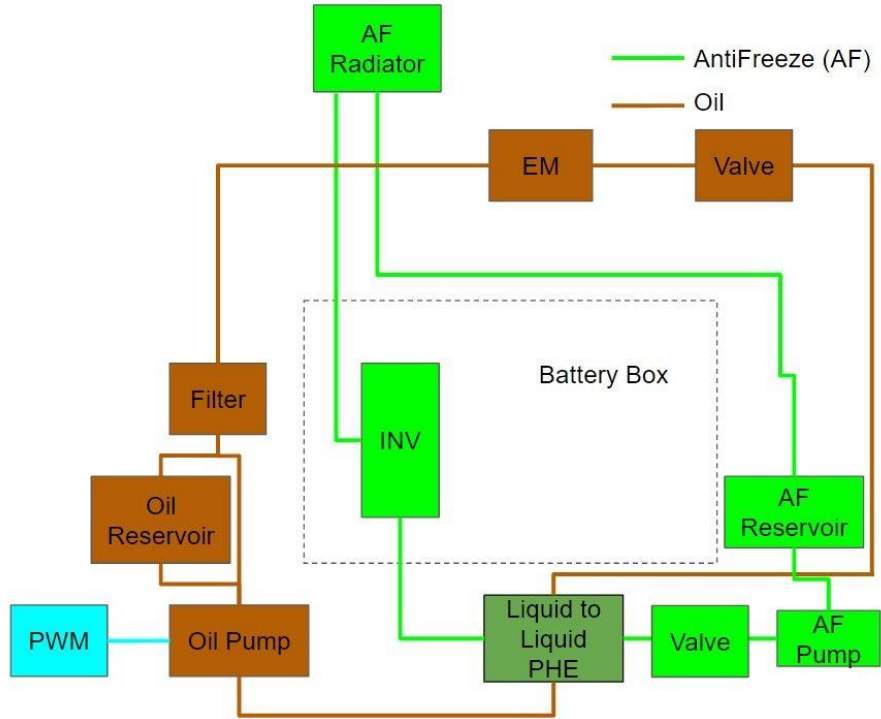 AF
Radiator
AntiFreeze (AF)
Oil
EM
Valve
Battery Box
Filter
INV
Oil
Reservoir
AF
Reservoir
PWM
Oil Pump
Liquid to
Liquid
PHE
Valve
AF
Pump